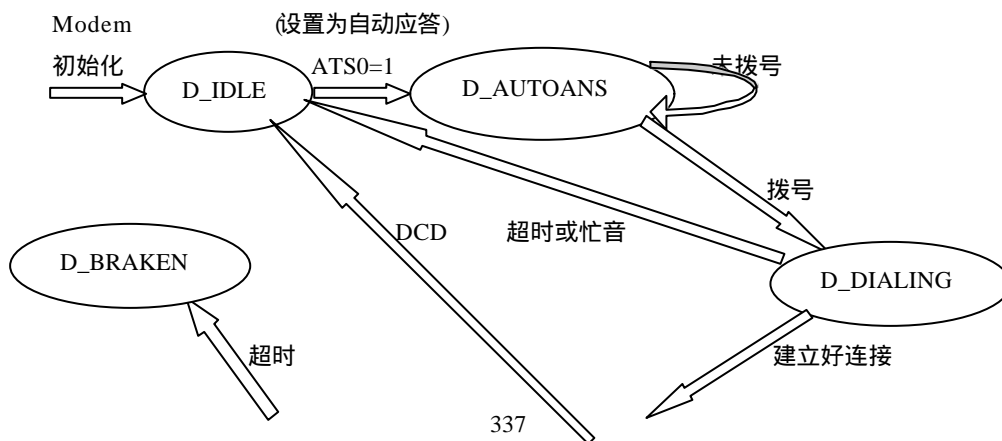 Modem
(设置为自动应答)
初始化
ATS0=1
未拨号
D_IDLE
D_AUTOANS
拨号
DCD
超时或忙音
D_BRAKEN
D_DIALING
超时
建立好连接
337